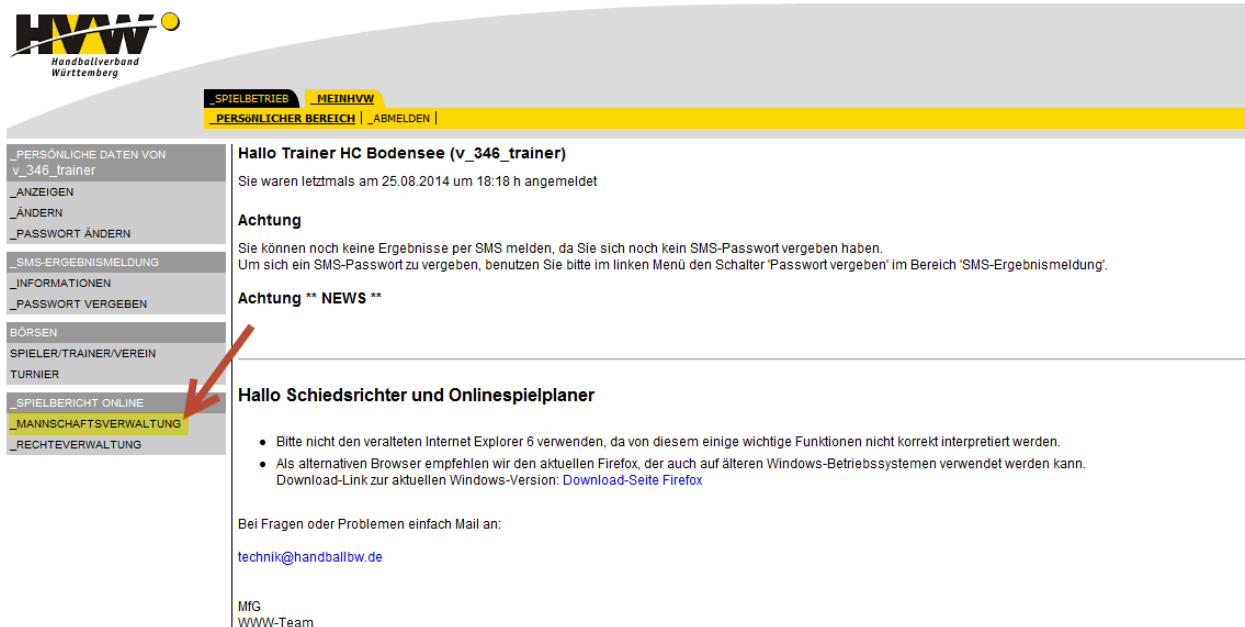 HVW
Handballverband
Württemberg
_SPIELBETRIEB _MEINHVW
_PERSöNLICHER BEREICH | _ABMELDEN |
_PERSÖNLICHE DATEN VON
v_346_trainer
_ANZEIGEN
_ÄNDERN
_PASSWORT ÄNDERN
_SMS-ERGEBNISMELDUNG
_INFORMATIONEN
_PASSWORT VERGEBEN
BÖRSEN
SPIELER/TRAINER/VEREIN
TURNIER
_SPIELBERICHT ONLINE
_MANNSCHAFTSVERWALTUNG
_RECHTEVERWALTUNG
Hallo Trainer HC Bodensee (v_346_trainer)
Sie waren letztmals am 25.08.2014 um 18:18 h angemeldet
Achtung
Sie können noch keine Ergebnisse per SMS melden, da Sie sich noch kein SMS-Passwort vergeben haben.
Um sich ein SMS-Passwort zu vergeben, benutzen Sie bitte im linken Menü den Schalter 'Passwort vergeben' im Bereich 'SMS-Ergebnismeldung'.
Achtung ** NEWS **
Hallo Schiedsrichter und Onlinespielplaner
• Bitte nicht den veralteten Internet Explorer 6 verwenden, da von diesem einige wichtige Funktionen nicht korrekt interpretiert werden.
• Als alternativen Browser empfehlen wir den aktuellen Firefox, der auch auf älteren Windows-Betriebssystemen verwendet werden kann.
Download-Link zur aktuellen Windows-Version: Download-Seite Firefox
Bei Fragen oder Problemen einfach Mail an:
technik@handballbw.de
MfG
WWW-Team